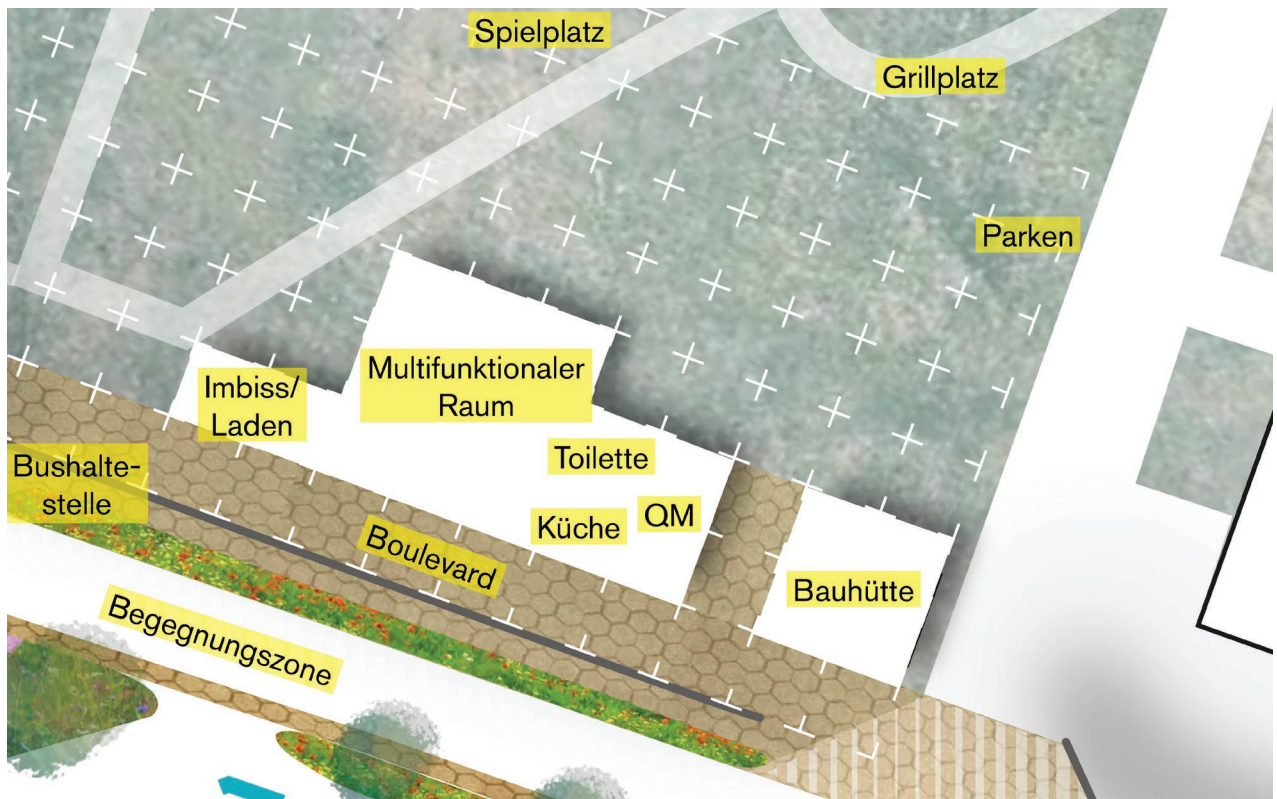 Spielplatz
Grillplatz
Parken
Imbiss/
Laden
Multifunktionaler
Raum
Toilette
QM
Küche
Bushalte-
stelle
Boulevard
Bauhütte
Begegnungszone